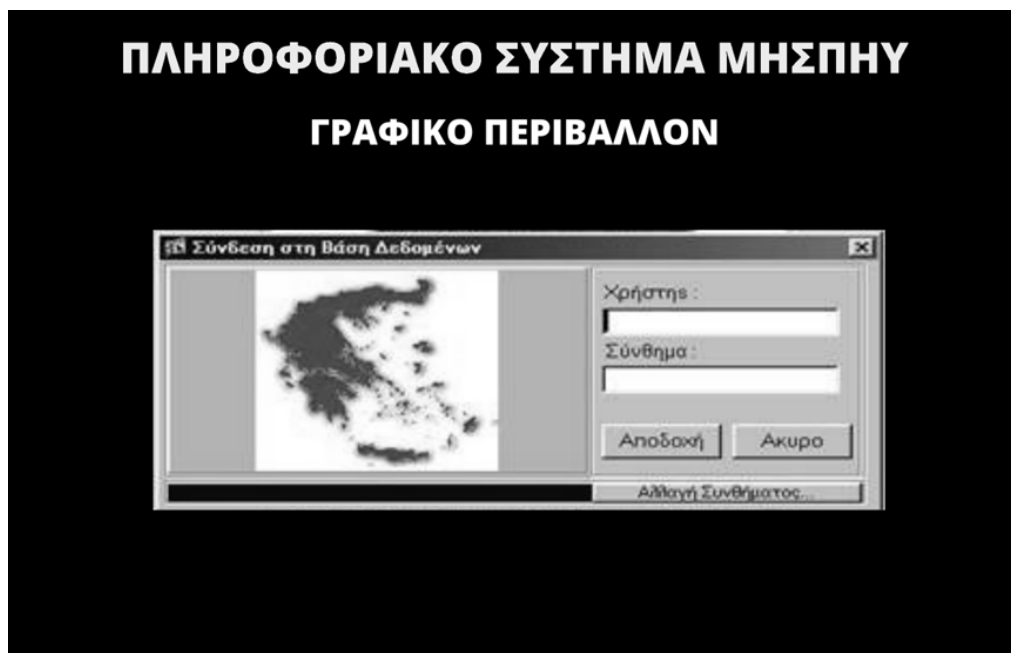 ΠΛΗΡΟΦΟΡΙΑΚΟ ΣΥΣΤΗΜΑ ΜΗΣΠΗΥ
ΓΡΑΦΙΚΟ ΠΕΡΙΒΑΛΛΟΝ
Σύνδεση στη Βάση Δεδομένων
Χρήστης :
Σύνθημα :
Αποδοχή Ακυρο
Αλλαγή Συνθήματος...